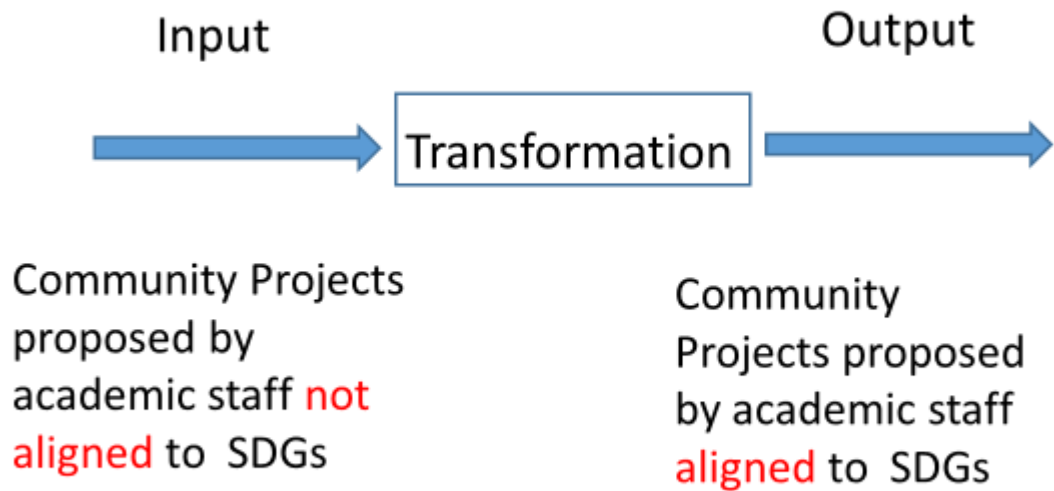 Input
Output
Transformation
Community Projects
proposed by
academic staff not
aligned to SDGs
Community
Projects proposed
by academic staff
aligned to SDGs